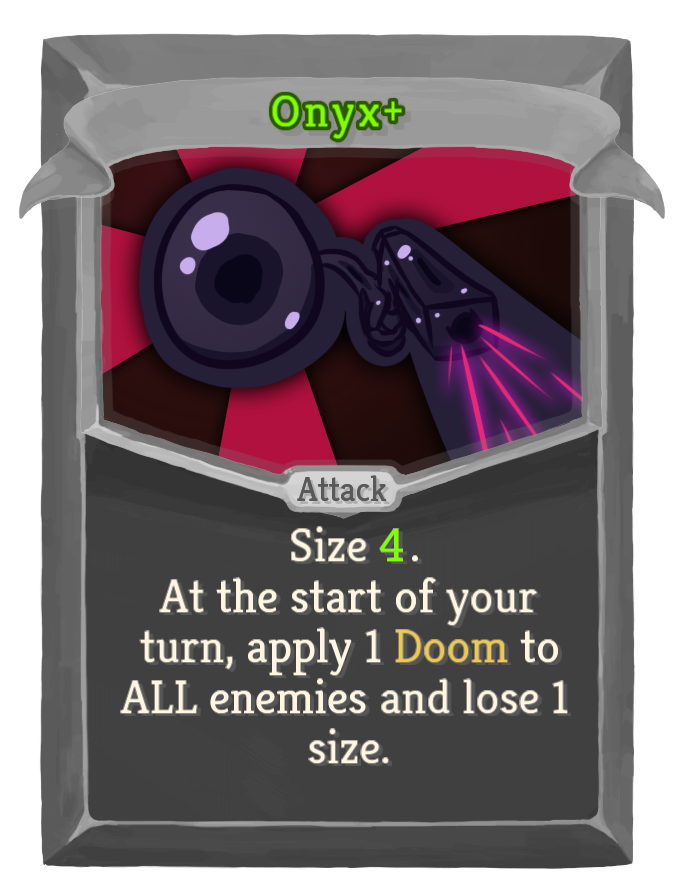 Onyx+
Attack
Size 4.
At the start of your
turn, apply 1 Doom to
ALL enemies and lose 1
size.